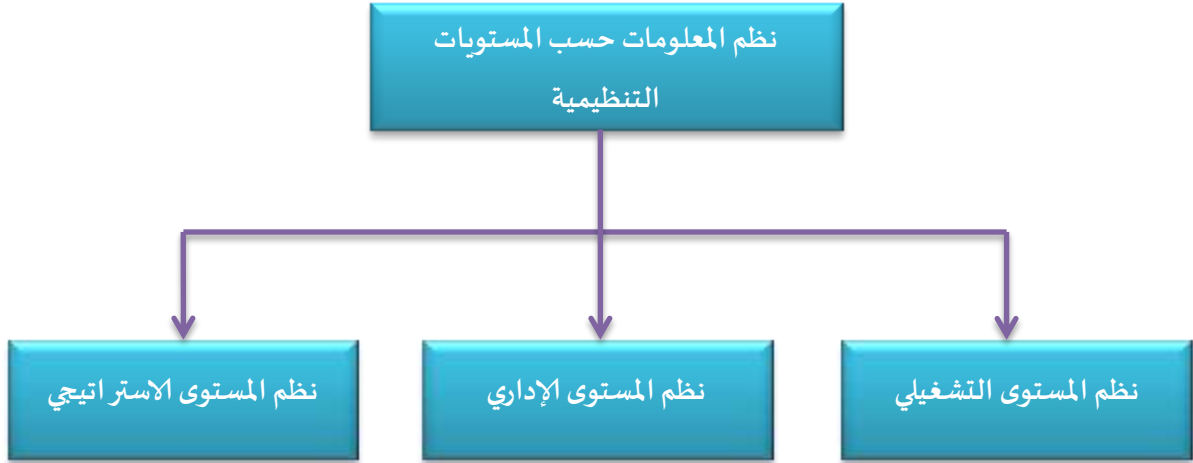 نظم المعلومات حسب المستويات
التنظيمية
نظم المستوى التشغيلي
نظم المستوى الإداري
نظم المستوى الاستراتيجي